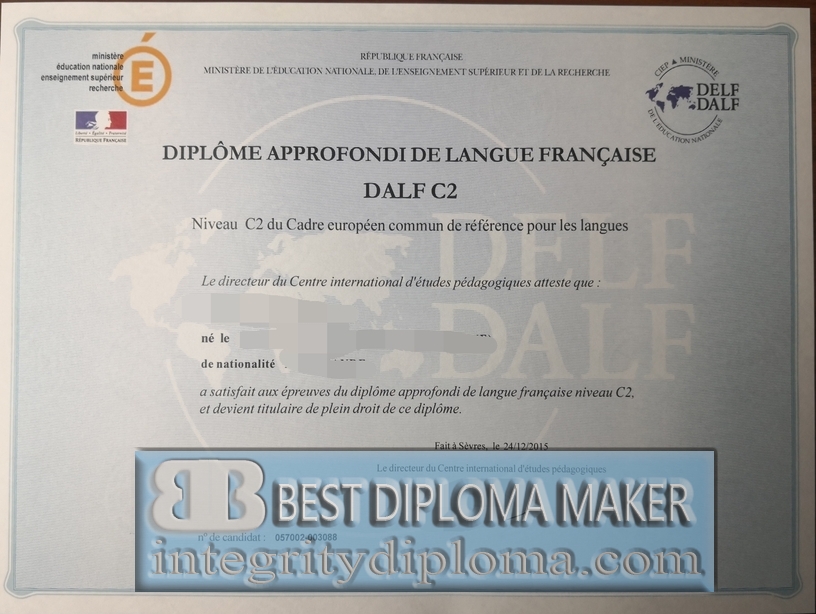 ministère
éducation nationale
enseignement supérieur
recherche
É
Liberté • Égalité • Fraternité
RÉPUBLIQUE FRANÇAISE
RÉPUBLIQUE FRANÇAISE
MINISTÈRE DE L'ÉDUCATION NATIONALE, DE L'ENSEIGNEMENT SUPÉRIEUR ET DE LA RECHERCHE
CIEP ▲ MINISTÈRE
DELF
DALF
DE L'ÉDUCATION NATIONALE
DIPLÔME APPROFONDI DE LANGUE FRANÇAISE
DALF C2
Niveau C2 du Cadre européen commun de référence pour les langues
DELF
DALF
Le directeur du Centre international d'études pédagogiques atteste que :
né le
de nationalité
a satisfait aux épreuves du diplôme approfondi de langue française niveau C2,
et devient titulaire de plein droit de ce diplôme.
Fait à Sèvres, le 24/12/2015
Le directeur du Centre international d'études pédagogiques
BB BEST DIPLOMA MAKER
n° de candidat : 057002-003088
integritydiploma.com